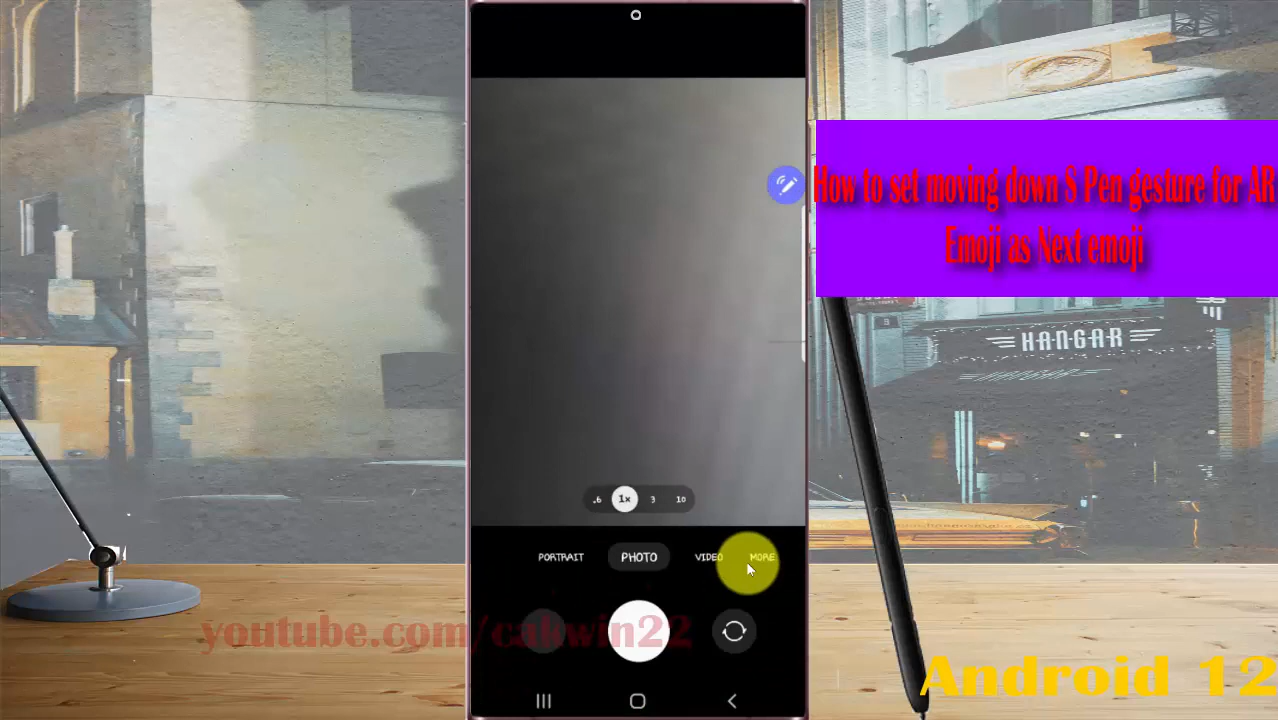 How to set moving down S Pen gesture for AR
Emoji as Next emoji
HANGAR
.6 1x 3 10
PORTRAIT PHOTO VIDEO MORE
youtube.com/cakwin22
Android 12